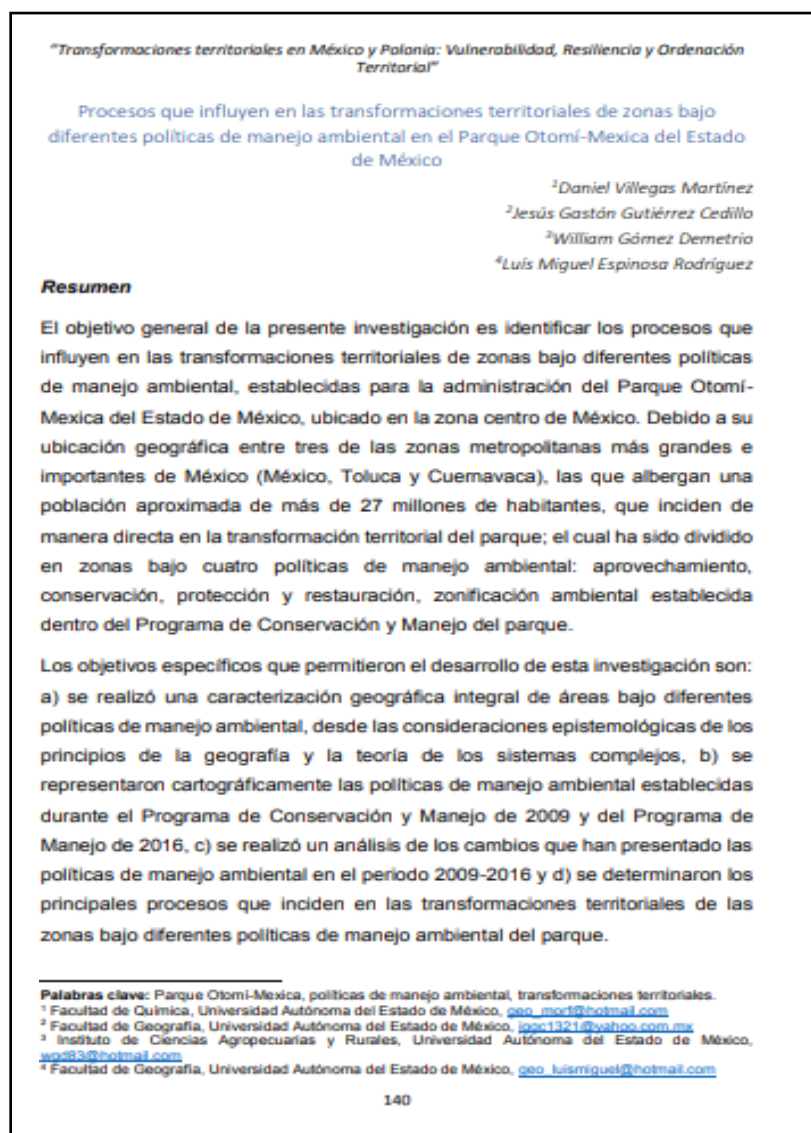 "Transformaciones territoriales en México y Polonia: Vulnerabilidad, Resiliencia y Ordenación
Territorial"
Procesos que influyen en las transformaciones territoriales de zonas bajo
diferentes políticas de manejo ambiental en el Parque Otomí-Mexica del Estado
de México
¹Daniel Villegas Martínez
²Jesús Gastón Gutiérrez Cedillo
³William Gómez Demetrio
⁴Luis Miguel Espinosa Rodríguez
Resumen
El objetivo general de la presente investigación es identificar los procesos que
influyen en las transformaciones territoriales de zonas bajo diferentes políticas
de manejo ambiental, establecidas para la administración del Parque Otomí-
Mexica del Estado de México, ubicado en la zona centro de México. Debido a su
ubicación geográfica entre tres de las zonas metropolitanas más grandes e
importantes de México (México, Toluca y Cuernavaca), las que albergan una
población aproximada de más de 27 millones de habitantes, que inciden de
manera directa en la transformación territorial del parque; el cual ha sido dividido
en zonas bajo cuatro políticas de manejo ambiental: aprovechamiento,
conservación, protección y restauración, zonificación ambiental establecida
dentro del Programa de Conservación y Manejo del parque.
Los objetivos específicos que permitieron el desarrollo de esta investigación son:
a) se realizó una caracterización geográfica integral de áreas bajo diferentes
políticas de manejo ambiental, desde las consideraciones epistemológicas de los
principios de la geografía y la teoría de los sistemas complejos, b) se
representaron cartográficamente las políticas de manejo ambiental establecidas
durante el Programa de Conservación y Manejo de 2009 y del Programa de
Manejo de 2016, c) se realizó un análisis de los cambios que han presentado las
políticas de manejo ambiental en el periodo 2009-2016 y d) se determinaron los
principales procesos que inciden en las transformaciones territoriales de las
zonas bajo diferentes políticas de manejo ambiental del parque.
Palabras clave: Parque Otomí-Mexica, políticas de manejo ambiental, transformaciones territoriales.
¹ Facultad de Química, Universidad Autónoma del Estado de México, geo_morf@hotmail.com
² Facultad de Geografía, Universidad Autónoma del Estado de México, jggc1321@yahoo.com.mx
³ Instituto de Ciencias Agropecuarias y Rurales, Universidad Autónoma del Estado de México,
wgd83@hotmail.com
⁴ Facultad de Geografía, Universidad Autónoma del Estado de México, geo_luismiguel@hotmail.com
140